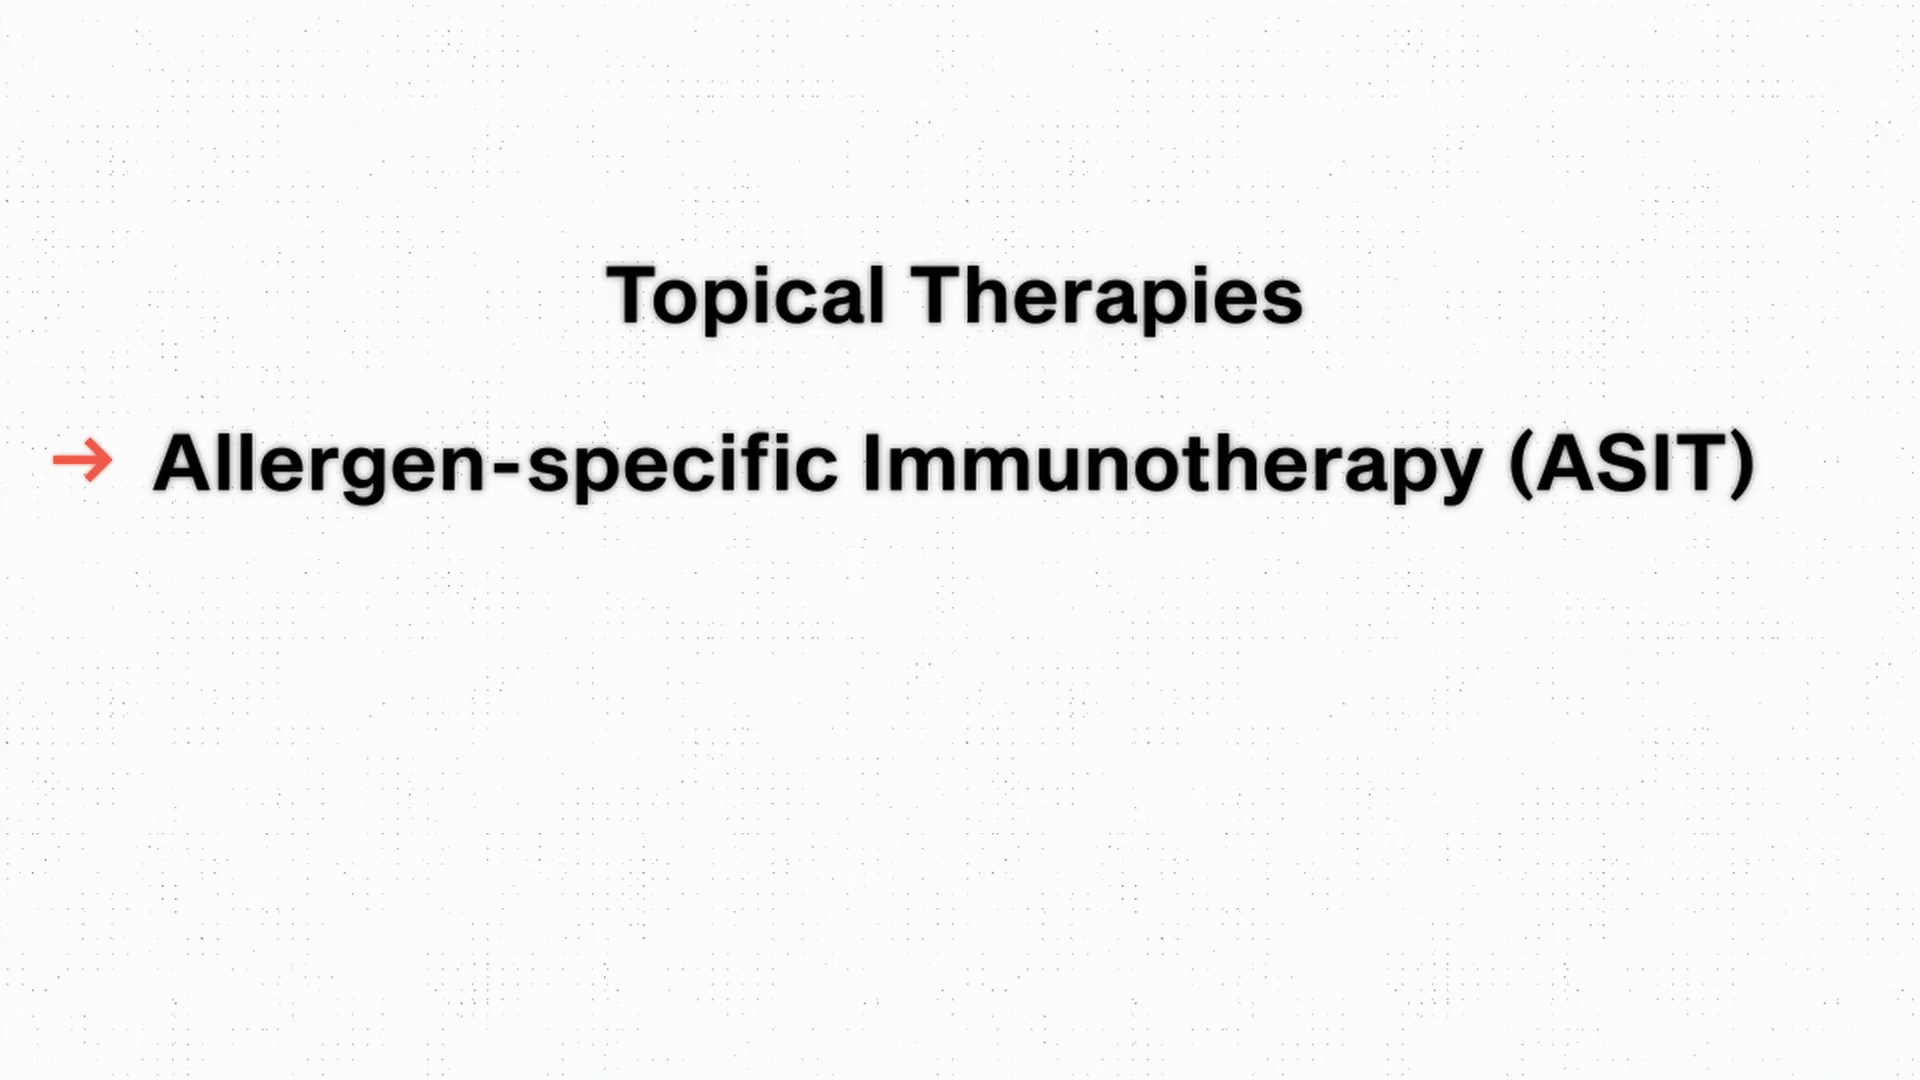 Topical Therapies
→ Allergen-specific Immunotherapy (ASIT)